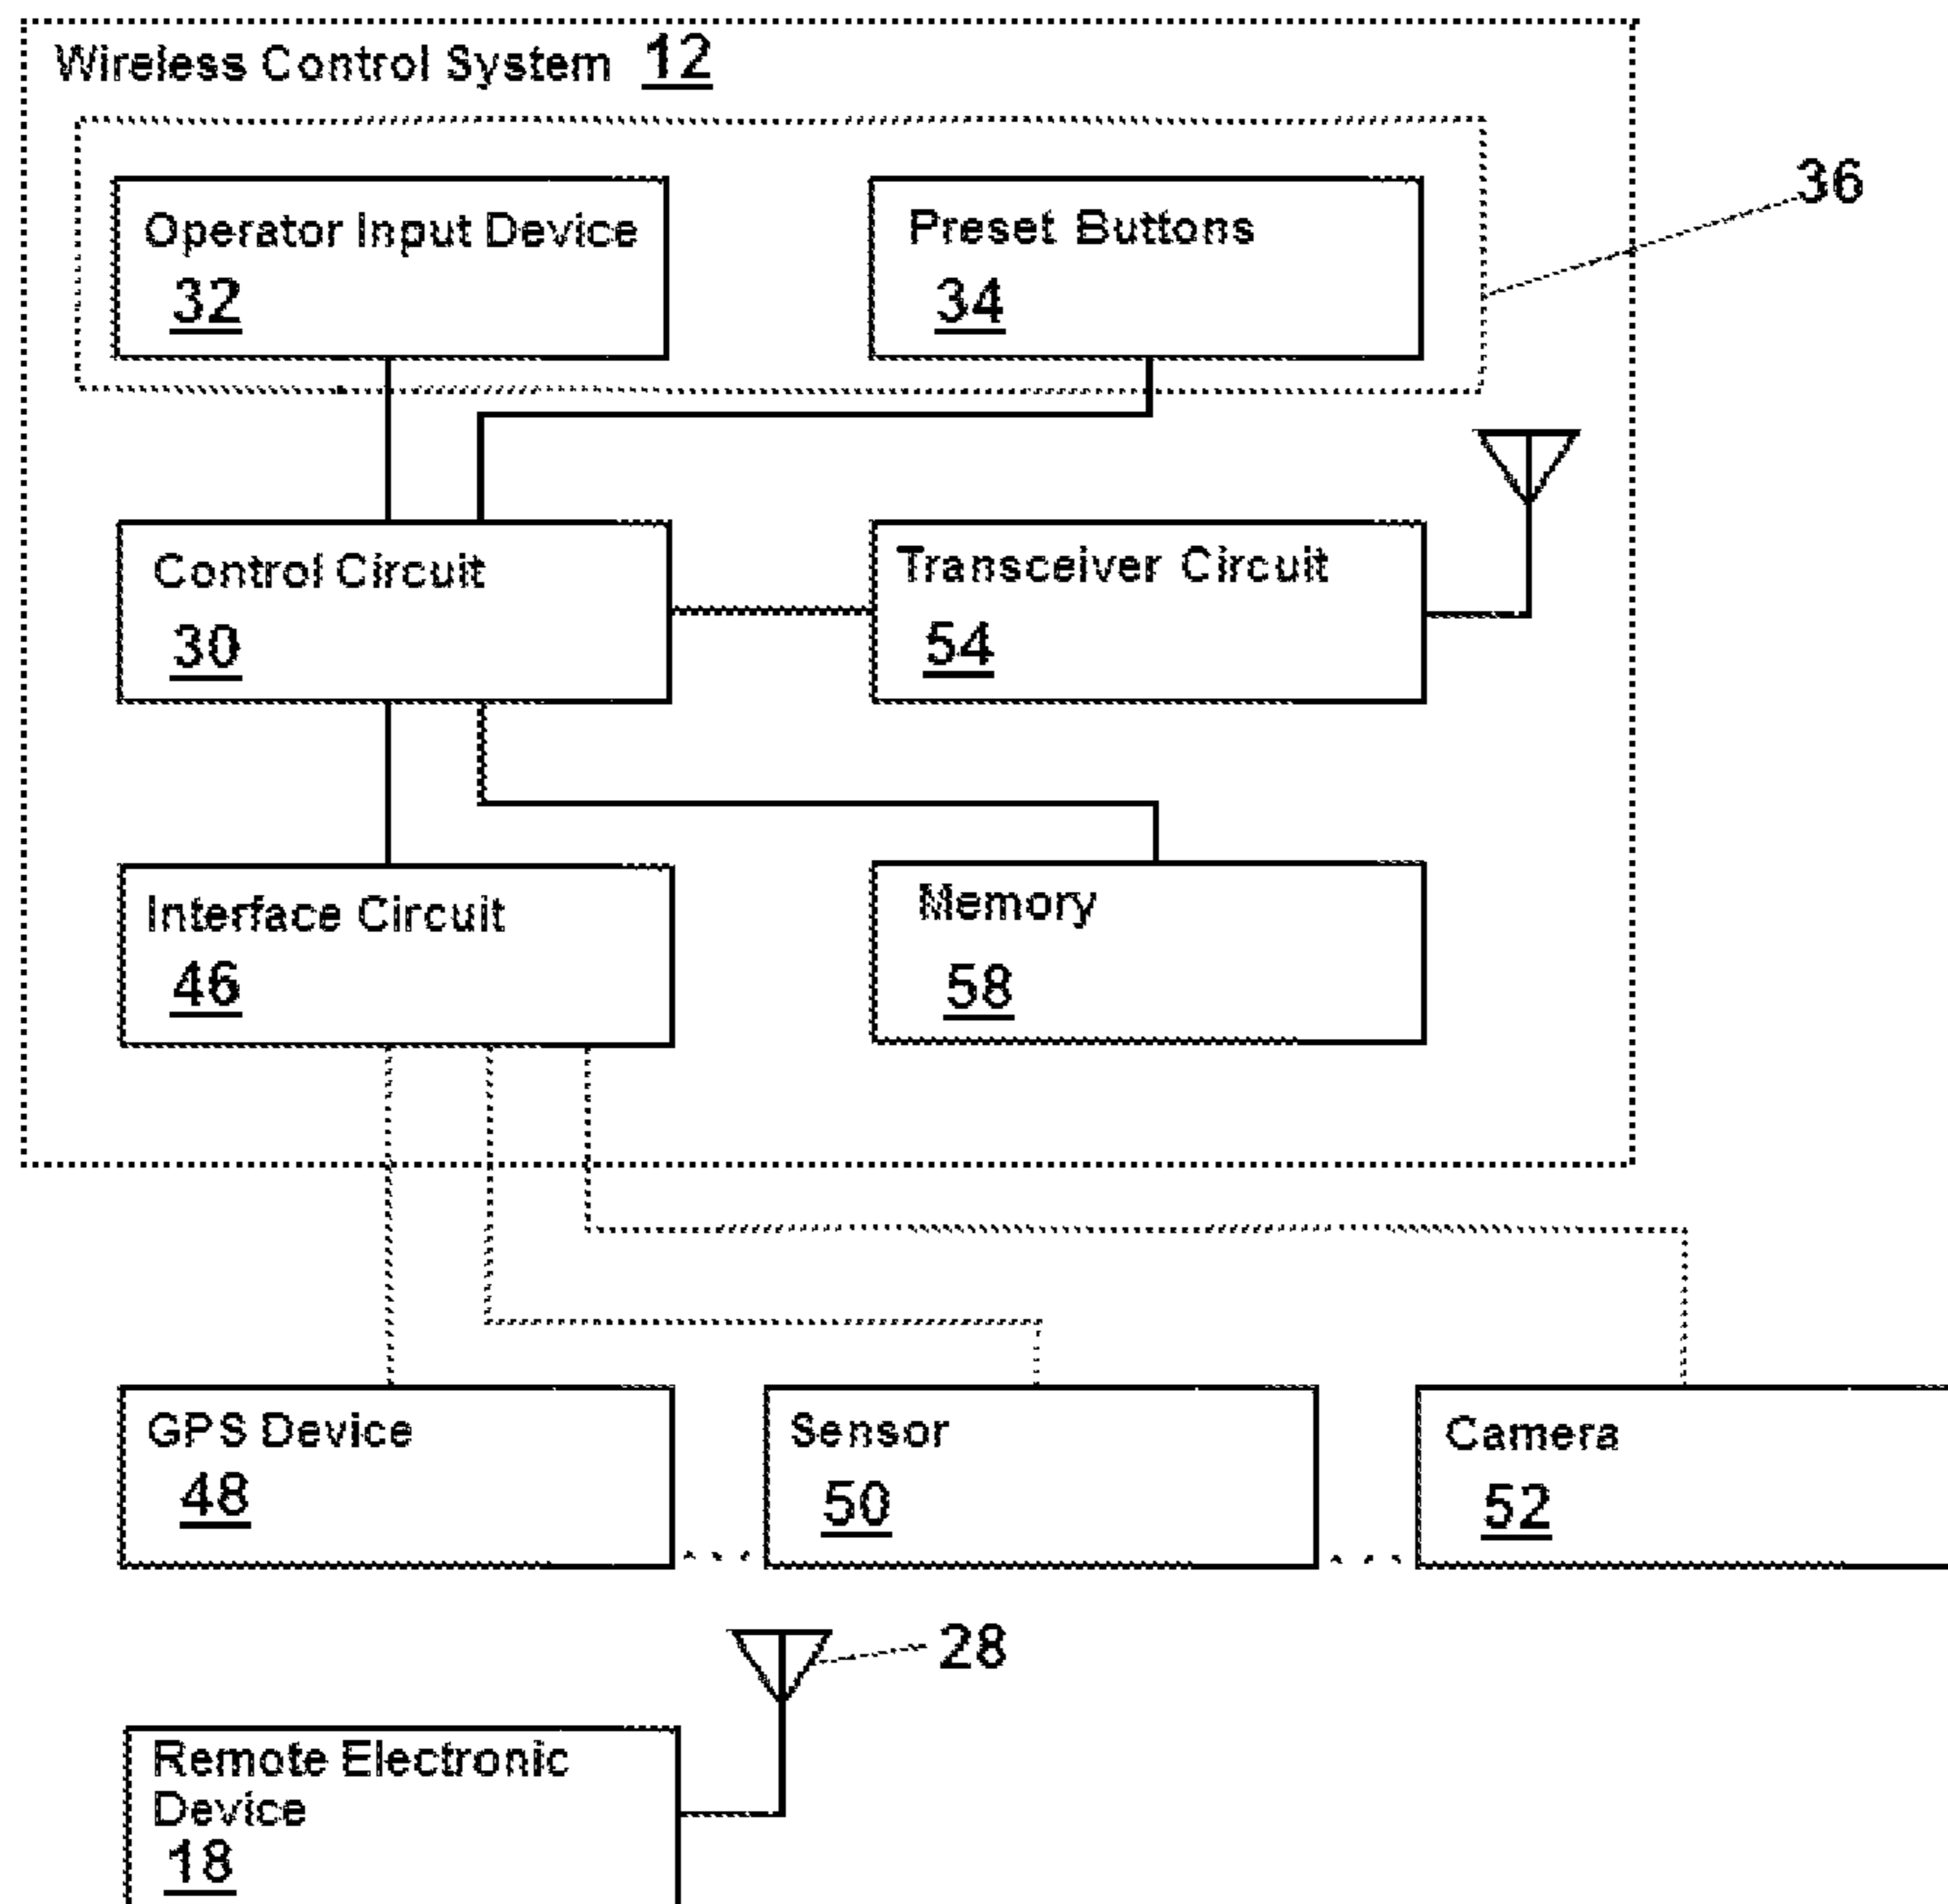 Wireless Control System 12
36
Operator Input Device
32
Preset Buttons
34
Control Circuit
30
Transceiver Circuit
54
Interface Circuit
46
Memory
58
GPS Device
48
Sensor
50
Camera
52
28
Remote Electronic
Device
18